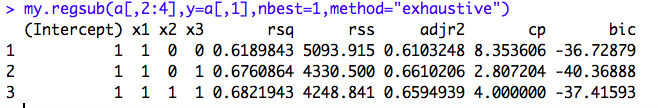 > my.regsub(a[,2:4],y=a[,1],nbest=1,method="exhaustive")
(Intercept) x1 x2 x3 rsq rss adjr2 cp bic
1 1 1 0 0 0.6189843 5093.915 0.6103248 8.353606 -36.72879
2 1 1 0 1 0.6760864 4330.500 0.6610206 2.807204 -40.36888
3 1 1 1 1 0.6821943 4248.841 0.6594939 4.000000 -37.41593